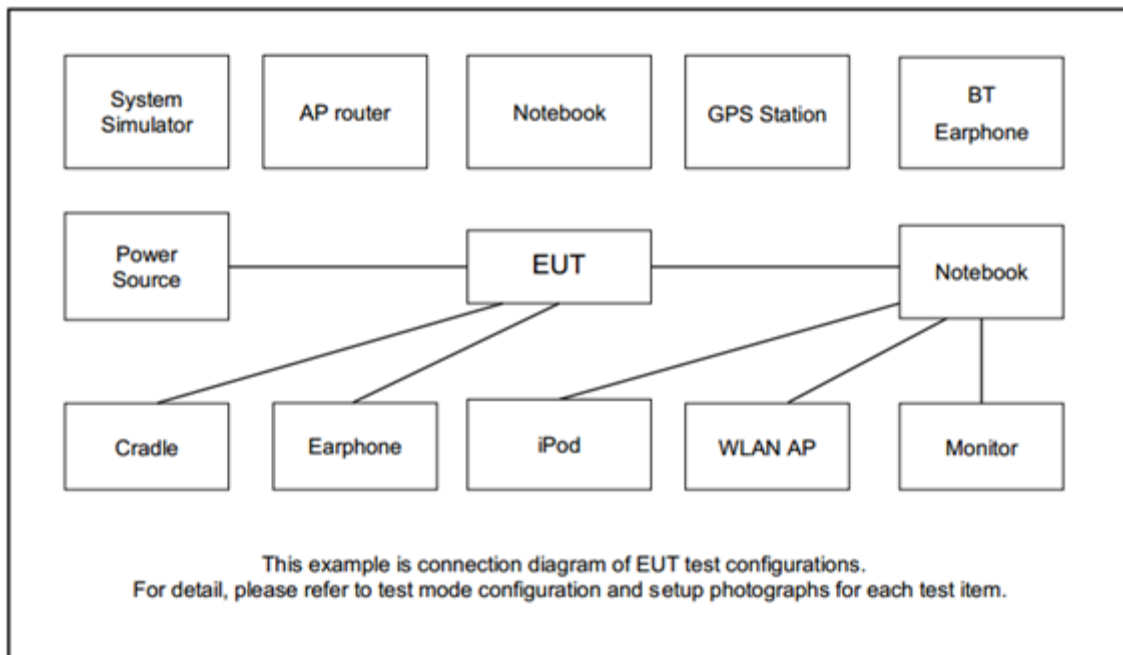 System
Simulator
AP router
Notebook
GPS Station
BT
Earphone
Power
Source
EUT
Notebook
Cradle
Earphone
iPod
WLAN AP
Monitor
This example is connection diagram of EUT test configurations.
For detail, please refer to test mode configuration and setup photographs for each test item.